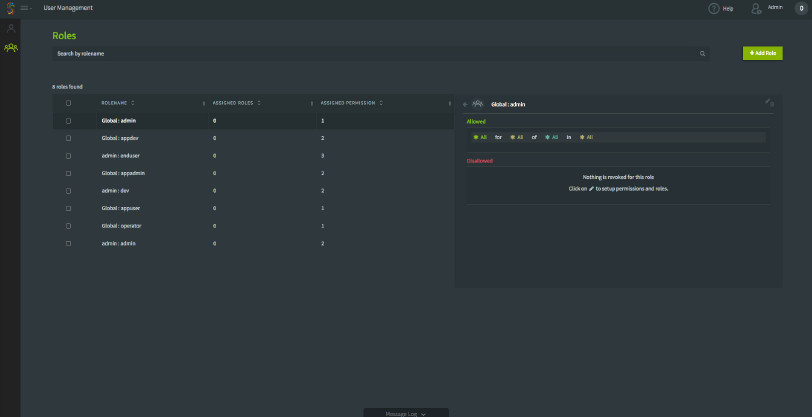 User Management
Help
Admin
0
Roles
Search by rolename
+ Add Role
8 roles found
ROLENAME ASSIGNED ROLES ASSIGNED PERMISSION
Global : admin 0 1
Global : appdev 0 2
admin : enduser 0 3
Global : appadmin 0 2
admin : dev 0 2
Global : appuser 0 1
Global : operator 0 1
admin : admin 0 2
Global : admin
Allowed
All for All of All in All
Disallowed
Nothing is revoked for this role
Click on to setup permissions and roles.
Message Log